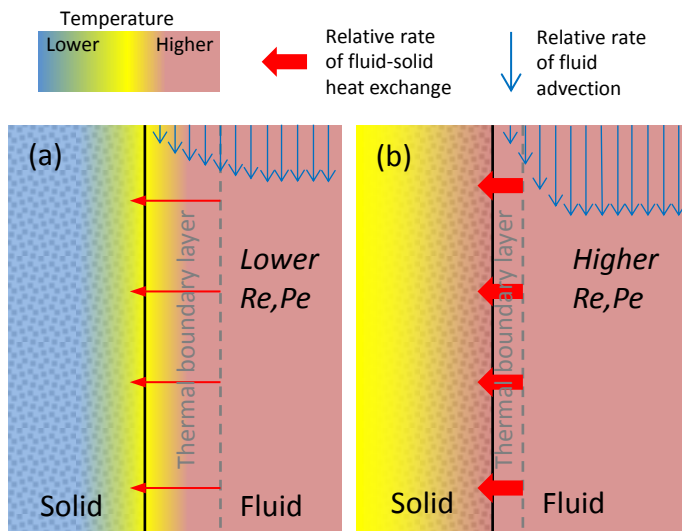 Temperature
Lower Higher
Relative rate
of fluid-solid
heat exchange
Relative rate
of fluid
advection
(a)
Thermal boundary layer
Lower
Re,Pe
Solid
Fluid
(b)
Thermal boundary layer
Higher
Re,Pe
Solid
Fluid